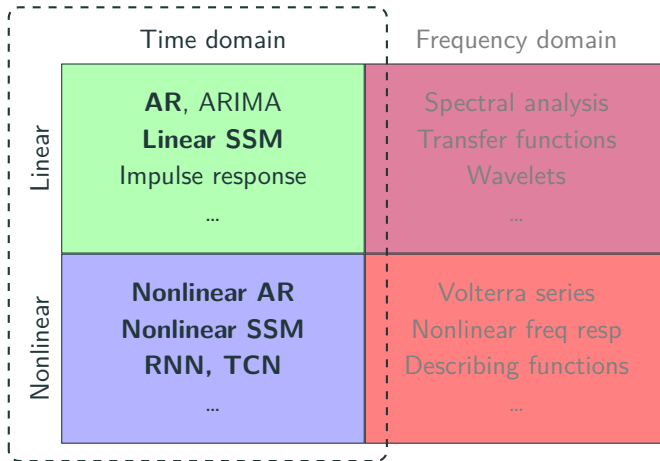 Time domain
Frequency domain
Linear
AR, ARIMA
Linear SSM
Impulse response
...
Spectral analysis
Transfer functions
Wavelets
...
Nonlinear
Nonlinear AR
Nonlinear SSM
RNN, TCN
...
Volterra series
Nonlinear freq resp
Describing functions
...